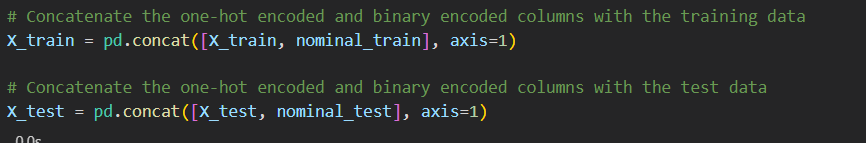 # Concatenate the one-hot encoded and binary encoded columns with the training data
X_train = pd.concat([X_train, nominal_train], axis=1)
# Concatenate the one-hot encoded and binary encoded columns with the test data
X_test = pd.concat([X_test, nominal_test], axis=1)
0.0s